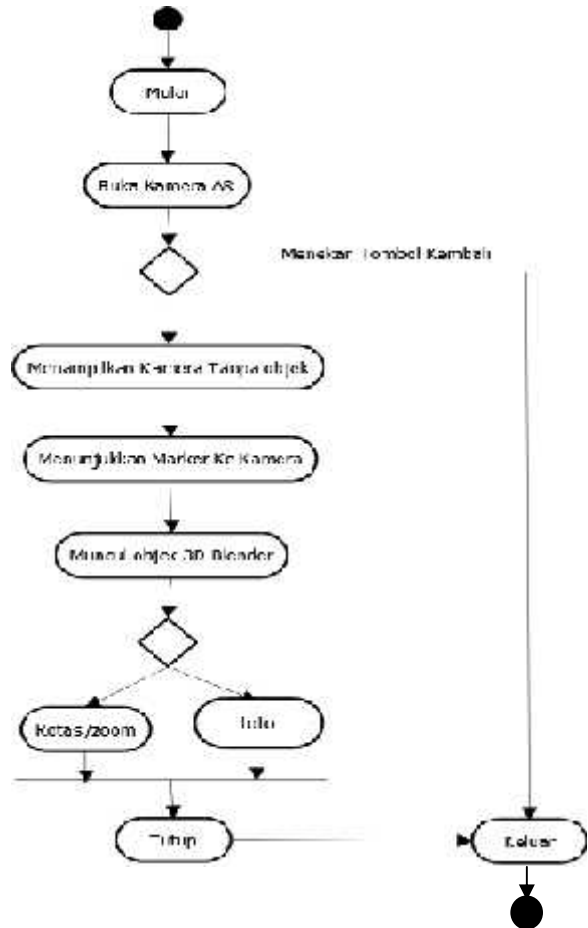 Mulai
Buka Kamera AR
Menekan Tombol Kembali
Menampilkan Kamera Tanpa objek
Menunjukkan Marker Ke Kamera
Muncul objek 3D Blender
Rotasi/zoom
Tutup
Keluar